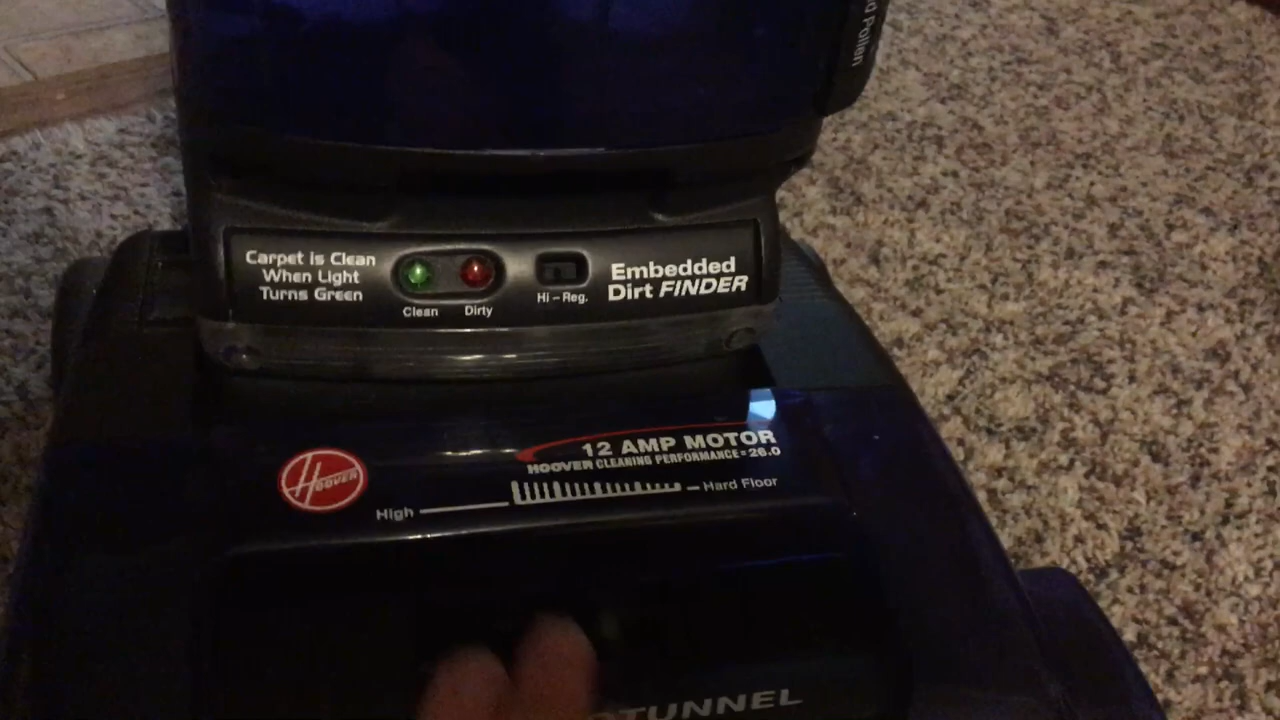 Pollen
Carpet is Clean
When Light
Turns Green
Clean
Dirty
Hi - Reg.
Embedded
Dirt FINDER
HOOVER
12 AMP MOTOR
HOOVER CLEANING PERFORMANCE=26.0
High
Hard Floor